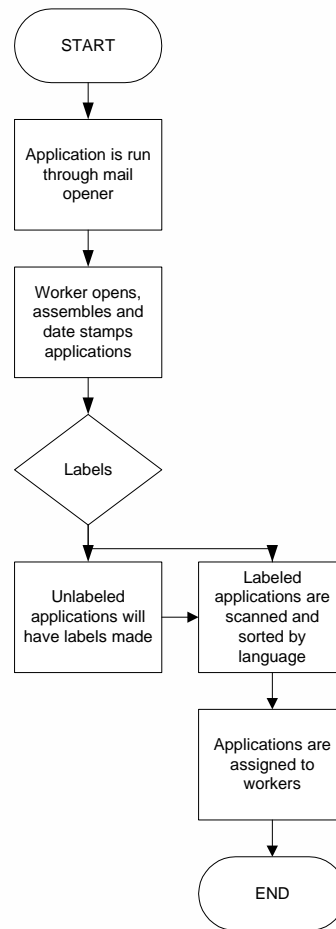 START
Application is run
through mail
opener
Worker opens,
assembles and
date stamps
applications
Labels
Unlabeled
applications will
have labels made
Labeled
applications are
scanned and
sorted by
language
Applications are
assigned to
workers
END